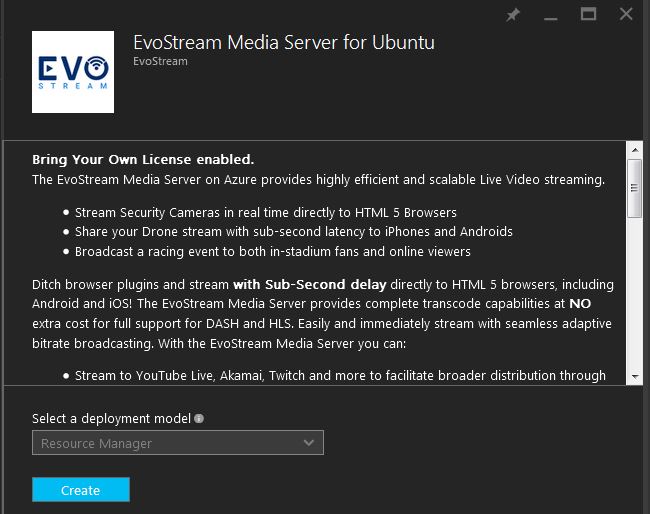 EVO
STREAM
EvoStream Media Server for Ubuntu
EvoStream
Bring Your Own License enabled.
The EvoStream Media Server on Azure provides highly efficient and scalable Live Video streaming.
• Stream Security Cameras in real time directly to HTML 5 Browsers
• Share your Drone stream with sub-second latency to iPhones and Androids
• Broadcast a racing event to both in-stadium fans and online viewers
Ditch browser plugins and stream with Sub-Second delay directly to HTML 5 browsers, including
Android and iOS! The EvoStream Media Server provides complete transcode capabilities at NO
extra cost for full support for DASH and HLS. Easily and immediately stream with seamless adaptive
bitrate broadcasting. With the EvoStream Media Server you can:
• Stream to YouTube Live, Akamai, Twitch and more to facilitate broader distribution through
Select a deployment model
Resource Manager
Create